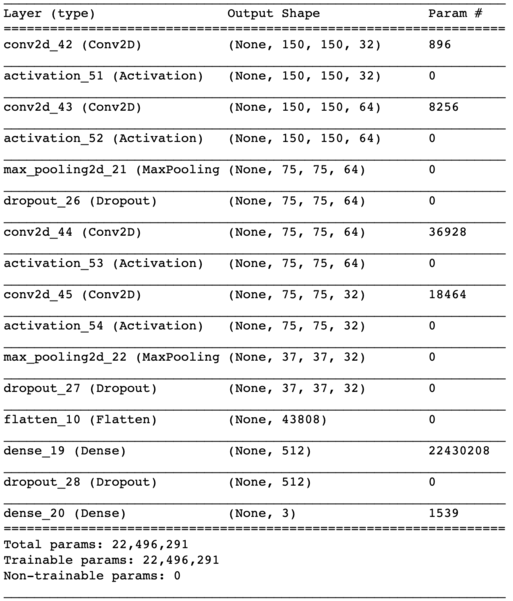 Layer (type) Output Shape Param #
conv2d_42 (Conv2D) (None, 150, 150, 32) 896
activation_51 (Activation) (None, 150, 150, 32) 0
conv2d_43 (Conv2D) (None, 150, 150, 64) 8256
activation_52 (Activation) (None, 150, 150, 64) 0
max_pooling2d_21 (MaxPooling (None, 75, 75, 64) 0
dropout_26 (Dropout) (None, 75, 75, 64) 0
conv2d_44 (Conv2D) (None, 75, 75, 64) 36928
activation_53 (Activation) (None, 75, 75, 64) 0
conv2d_45 (Conv2D) (None, 75, 75, 32) 18464
activation_54 (Activation) (None, 75, 75, 32) 0
max_pooling2d_22 (MaxPooling (None, 37, 37, 32) 0
dropout_27 (Dropout) (None, 37, 37, 32) 0
flatten_10 (Flatten) (None, 43808) 0
dense_19 (Dense) (None, 512) 22430208
dropout_28 (Dropout) (None, 512) 0
dense_20 (Dense) (None, 3) 1539
Total params: 22,496,291
Trainable params: 22,496,291
Non-trainable params: 0